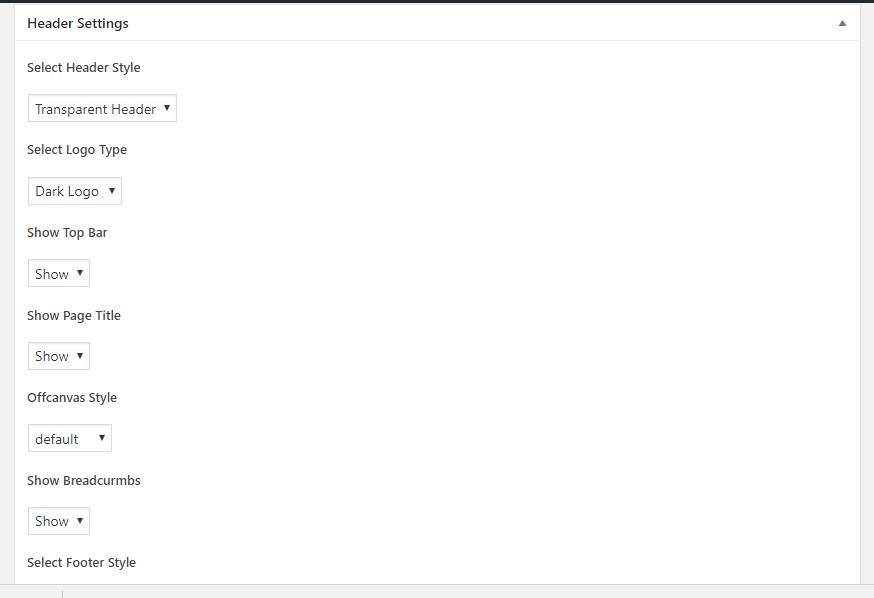 Header Settings
Select Header Style
Transparent Header
Select Logo Type
Dark Logo
Show Top Bar
Show
Show Page Title
Show
Offcanvas Style
default
Show Breadcurmbs
Show
Select Footer Style